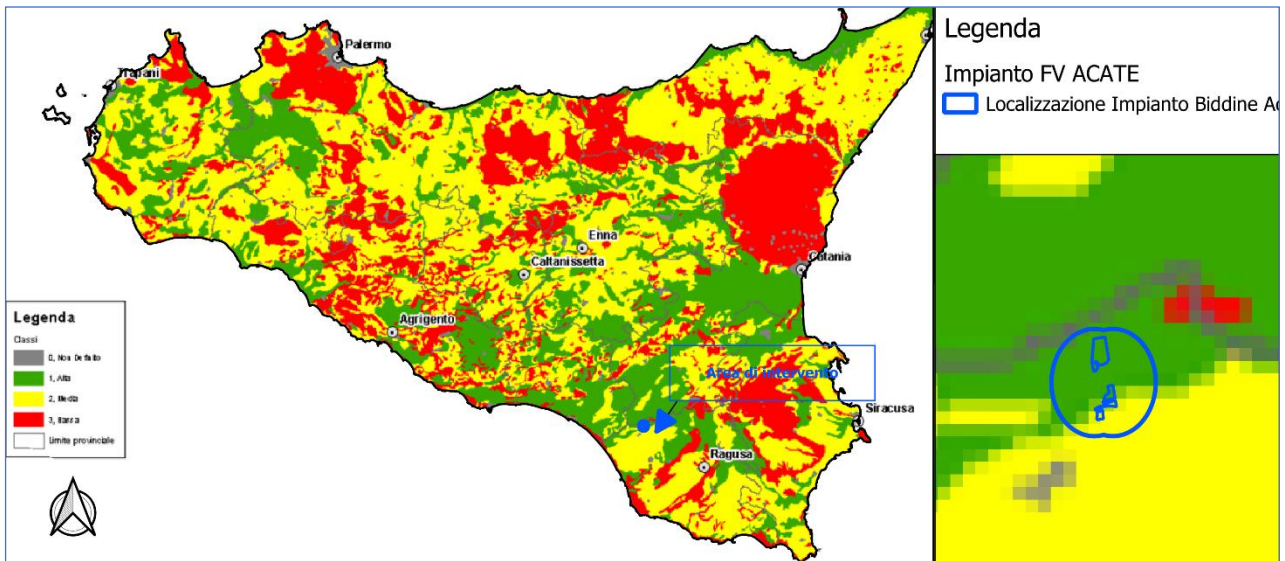 Palermo
Trapani
Enna
Caltanissetta
Catania
Agrigento
Area di intervento
Siracusa
Ragusa
Legenda
Classi
0, Non Definito
1, Alta
2, Media
3, Bassa
Limite provinciale
Legenda
Impianto FV ACATE
Localizzazione Impianto Biddine Ac